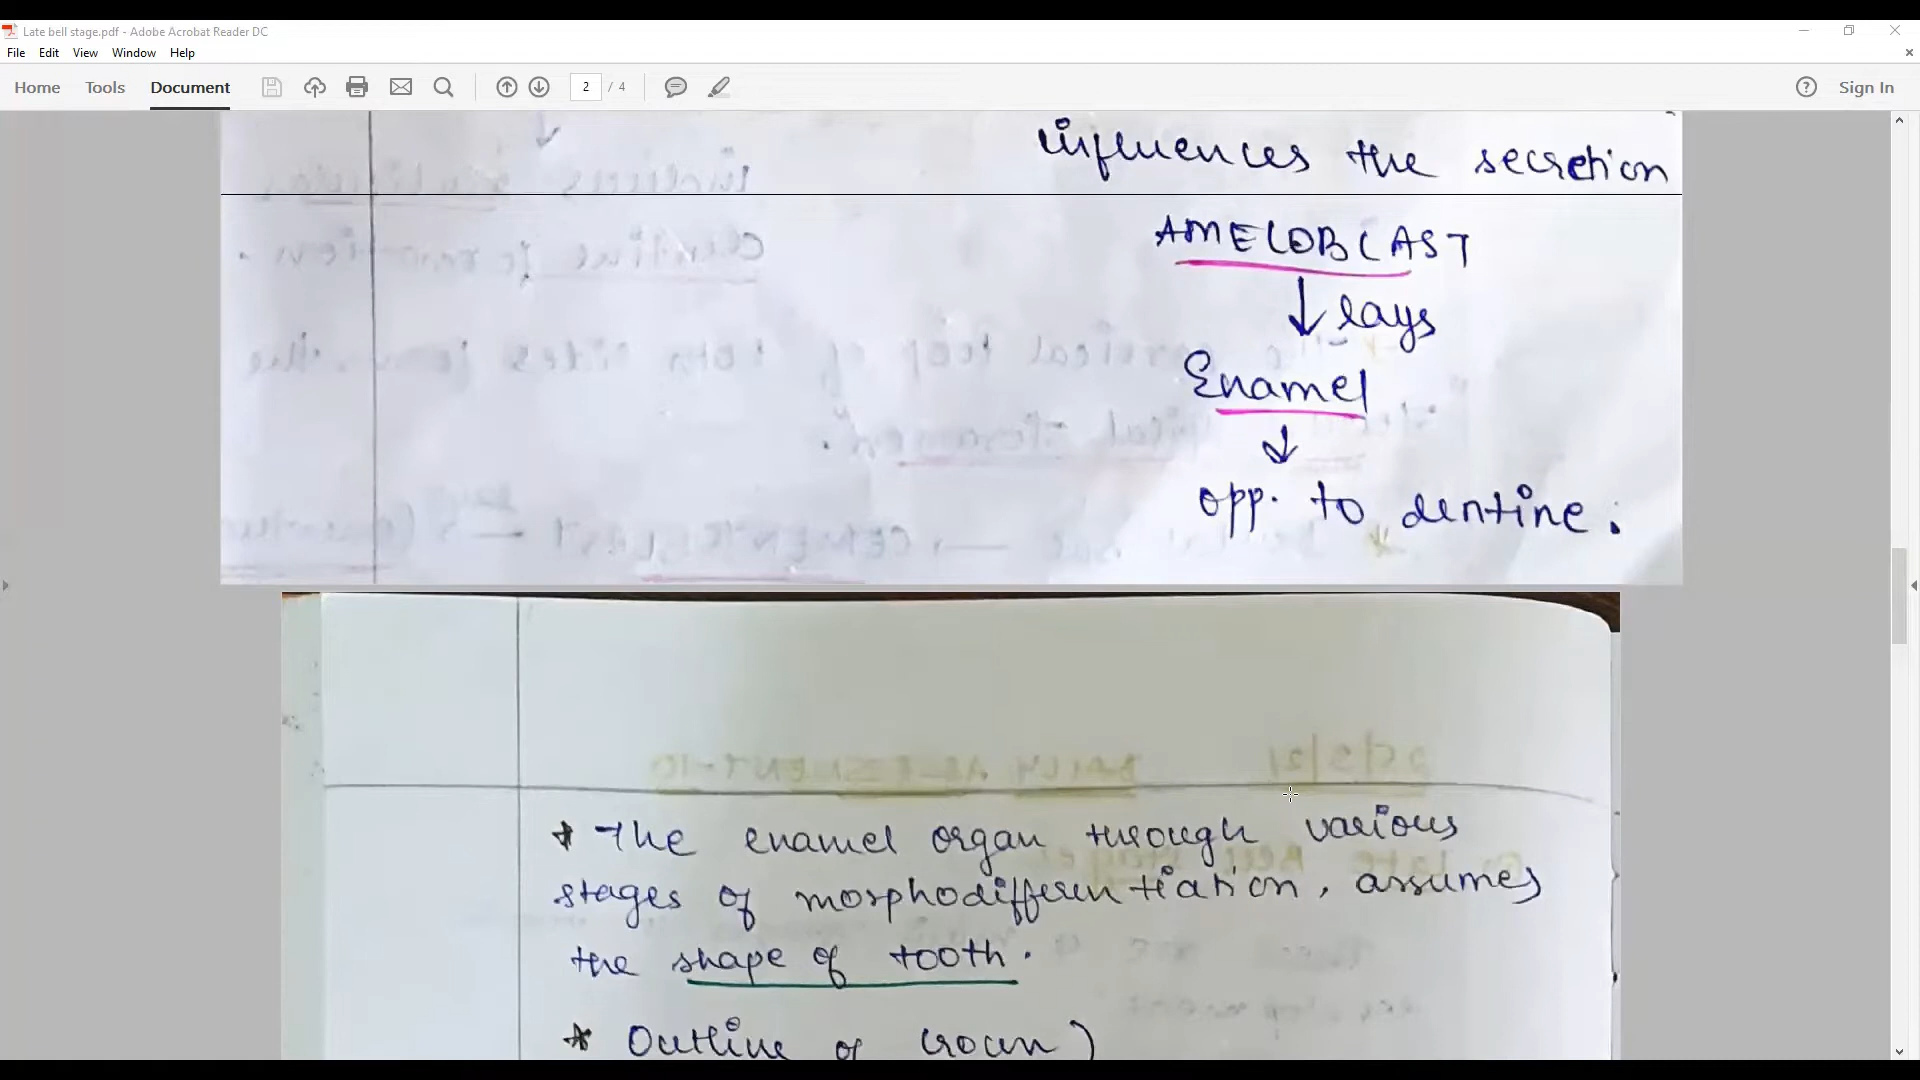 Late bell stage.pdf - Adobe Acrobat Reader DC
File Edit View Window Help
Home Tools Document 2 / 4 Sign In
influences the secretion
AMELOBLAST
↓ lays
Enamel
↓
opp. to dentine.
* The enamel organ through various
stages of morphodifferentiation, assumes
the shape of tooth.
* Outline of crown }